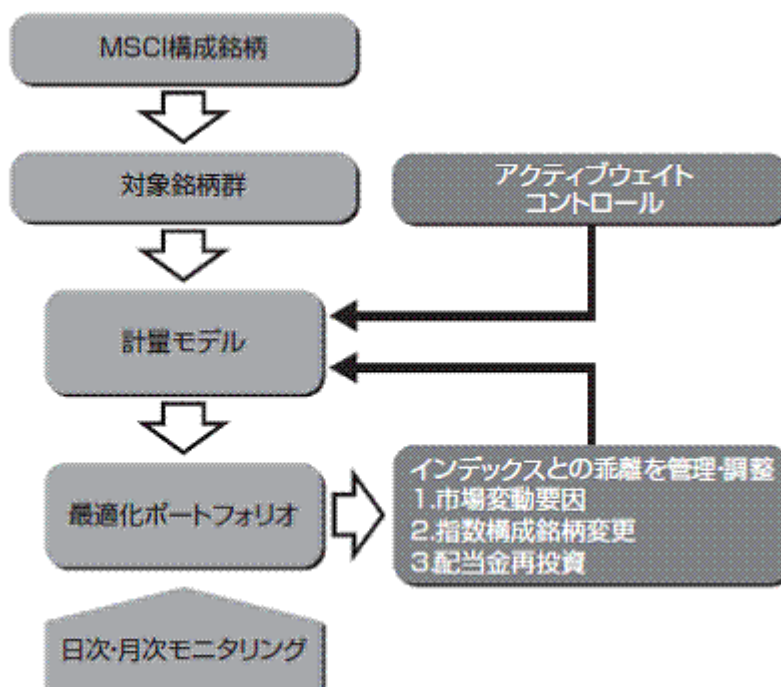 MSCI構成銘柄
対象銘柄群
アクティブウェイト
コントロール
計量モデル
最適化ポートフォリオ
インデックスとの乖離を管理・調整
1.市場変動要因
2.指数構成銘柄変更
3.配当金再投資
日次・月次モニタリング